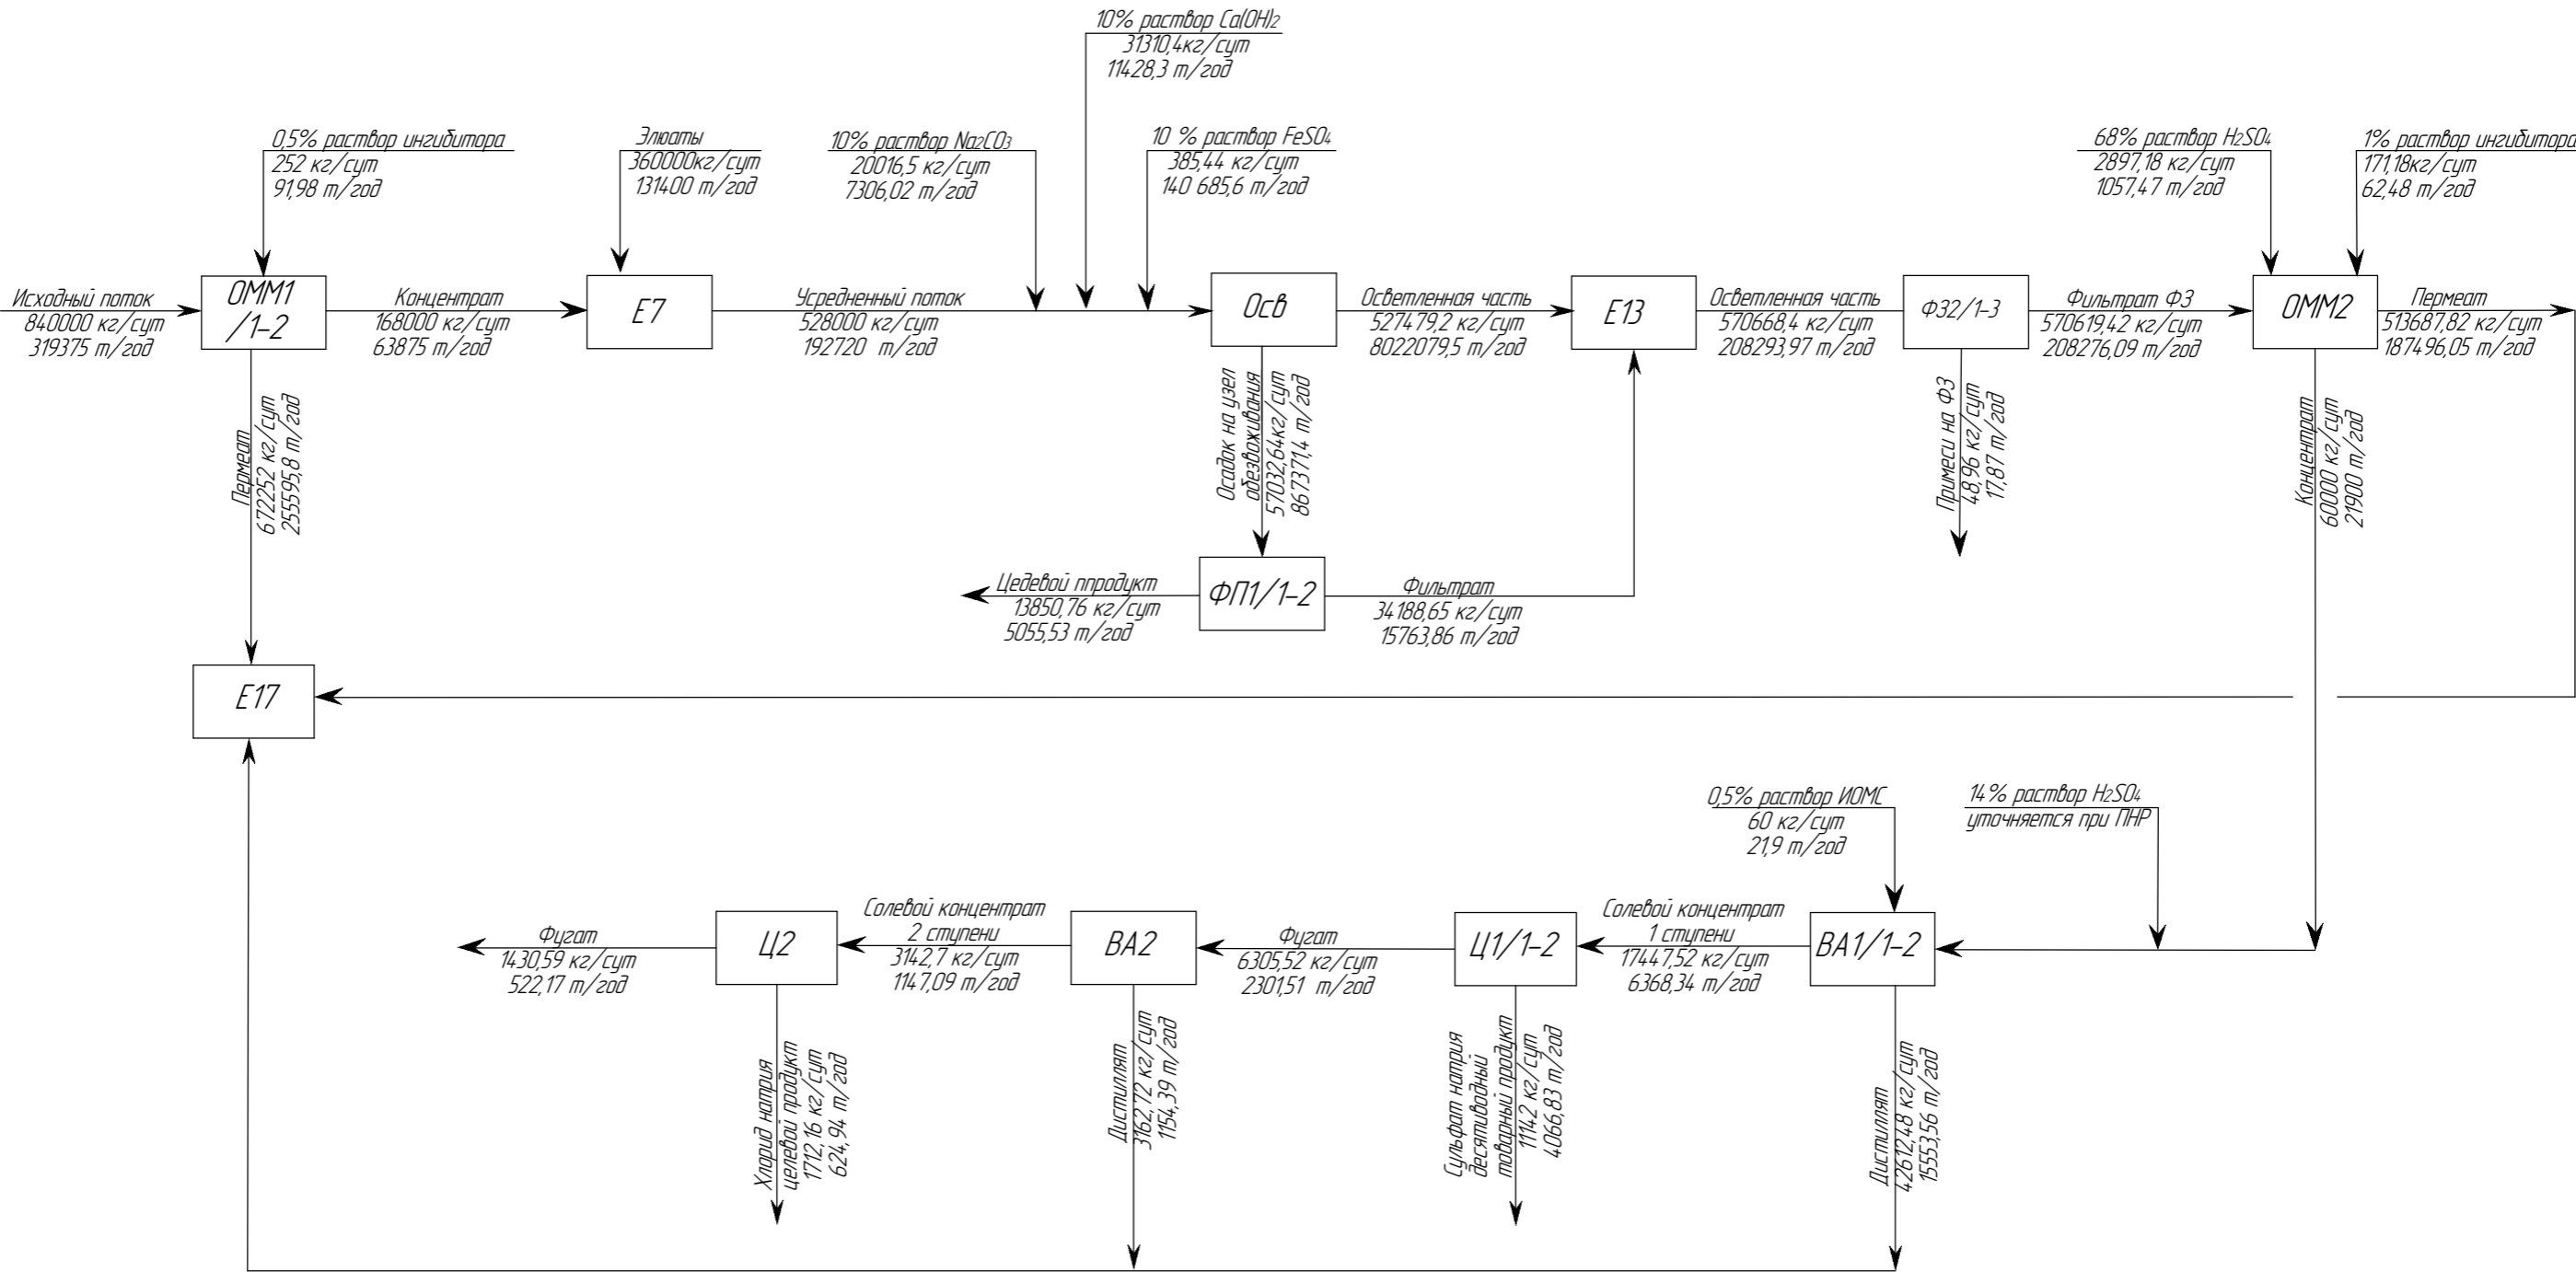 10% раствор Ca(OH)2
31310,4кг/сут
11428,3 т/год
0,5% раствор ингибитора
252 кг/сут
91,98 т/год
Элюаты
360000кг/сут
131400 т/год
10% раствор Na2CO3
20016,5 кг/сут
7306,02 т/год
10 % раствор FeSO4
385,44 кг/сут
140 685,6 т/год
68% раствор H2SO4
2897,18 кг/сут
1057,47 т/год
1% раствор ингибитора
171,18кг/сут
62,48 т/год
Исходный поток
840000 кг/сут
319375 т/год
ОММ1
/1-2
Концентрат
168000 кг/сут
63875 т/год
Е7
Усредненный поток
528000 кг/сут
192720 т/год
Осв
Осветленная часть
527479,2 кг/сут
8022079,5 т/год
Е13
Осветленная часть
570668,4 кг/сут
208293,97 т/год
ФЗ2/1-3
Фильтрат ФЗ
570619,42 кг/сут
208276,09 т/год
ОММ2
Пермеат
513687,82 кг/сут
187496,05 т/год
Пермеат
672252 кг/сут
255595,8 т/год
Осадок на узел
обезвоживания
57032,64кг/сут
867371,4 т/год
Примеси на ФЗ
48,96 кг/сут
17,87 т/год
Концентрат
60000 кг/сут
21900 т/год
Цедевой ппродукт
13850,76 кг/сут
5055,53 т/год
ФП1/1-2
Фильтрат
34188,65 кг/сут
15763,86 т/год
Е17
0,5% раствор ИОМС
60 кг/сут
21,9 т/год
14% раствор H2SO4
уточняется при ПНР
Фугат
1430,59 кг/сут
522,17 т/год
Ц2
Солевой концентрат
2 ступени
3142,7 кг/сут
1147,09 т/год
ВА2
Фугат
6305,52 кг/сут
2301,51 т/год
Ц1/1-2
Солевой концентрат
1 ступени
17447,52 кг/сут
6368,34 т/год
ВА1/1-2
Хлорид натрия
целевой продукт
1712,16 кг/сут
624,94 т/год
Дистиллят
3162,72 кг/сут
1154,39 т/год
Сульфат натрия
десятиводный
товарный продукт
11142 кг/сут
4066,83 т/год
Дистиллят
42612,48 кг/сут
15553,56 т/год